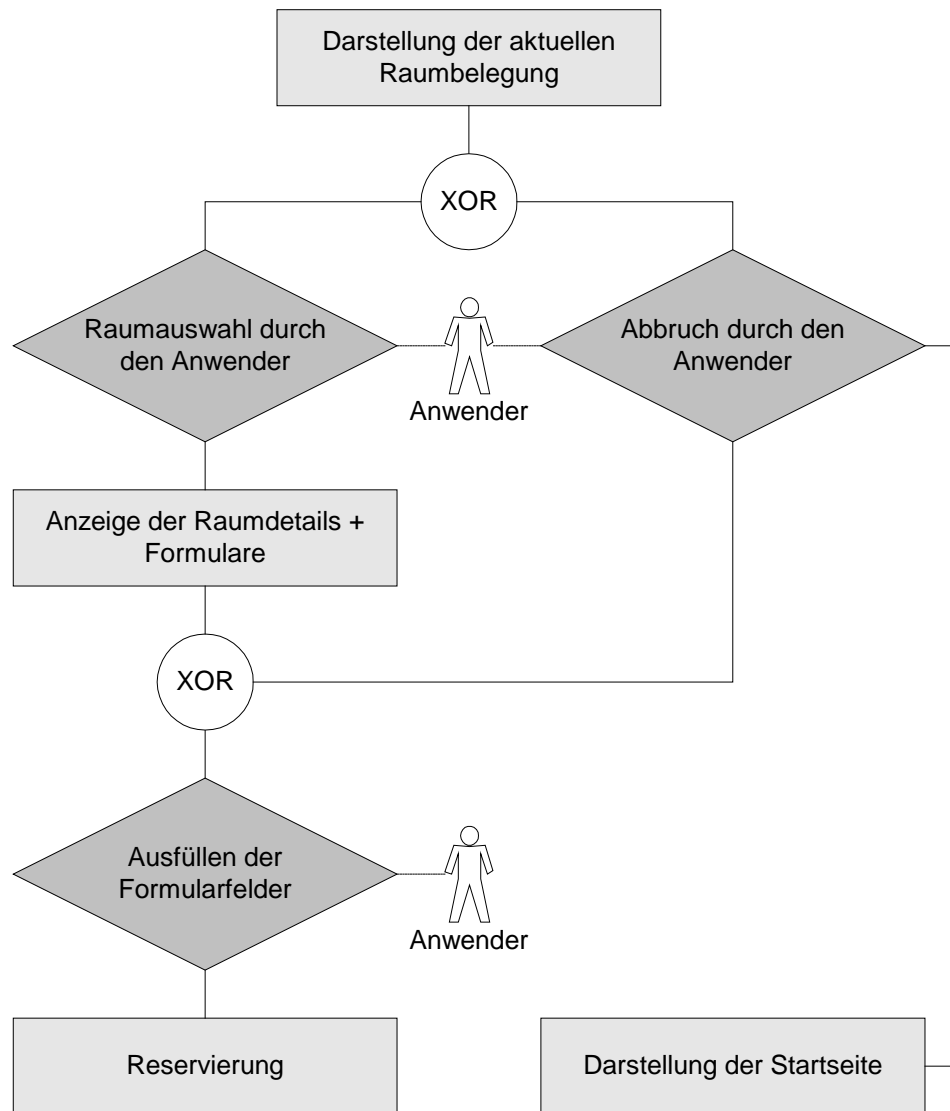 Darstellung der aktuellen
Raumbelegung
XOR
Raumauswahl durch
den Anwender
Anwender
Abbruch durch den
Anwender
Anzeige der Raumdetails +
Formulare
XOR
Ausfüllen der
Formularfelder
Anwender
Reservierung
Darstellung der Startseite